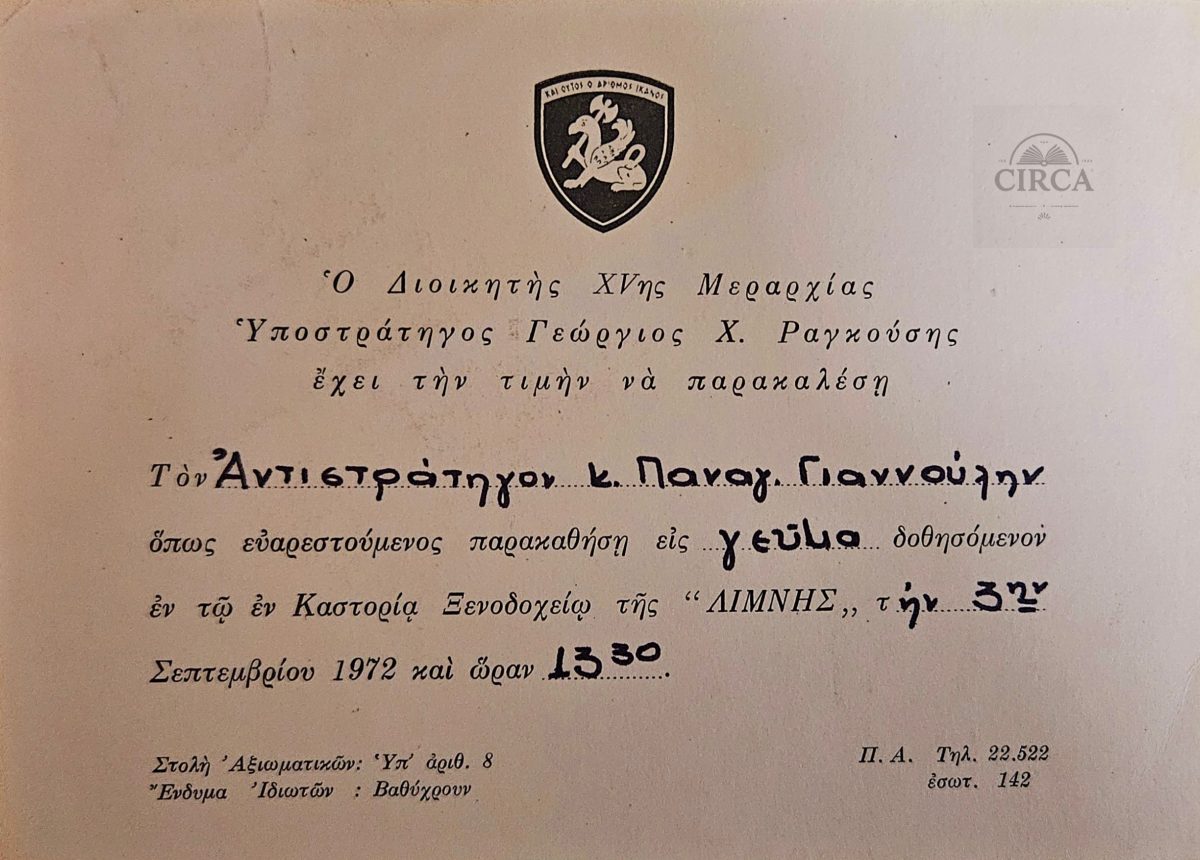 ΚΑΙ ΟΥΤΟΣ Ο ΑΡΙΘΜΟΣ ΙΚΑΝΟΣ
CIRCA
Ὁ Διοικητὴς XVης Μεραρχίας
Ὑποστράτηγος Γεώργιος Χ. Ραγκούσης
ἔχει τὴν τιμὴν νὰ παρακαλέσῃ
Τὸν Ἀντιστράτηγον κ. Παναγ. Γιαννούλην
ὅπως εὐαρεστούμενος παρακαθήσῃ εἰς γεῦμα δοθησόμενον
ἐν τῷ ἐν Καστορίᾳ Ξενοδοχείῳ τῆς “ΛΙΜΝΗΣ„ τὴν 3ην
Σεπτεμβρίου 1972 καὶ ὥραν 13 30.
Στολὴ Ἀξιωματικῶν: Ὑπ' ἀριθ. 8
Ἔνδυμα Ἰδιωτῶν : Βαθύχρουν
Π. Α. Τηλ. 22.522
ἐσωτ. 142